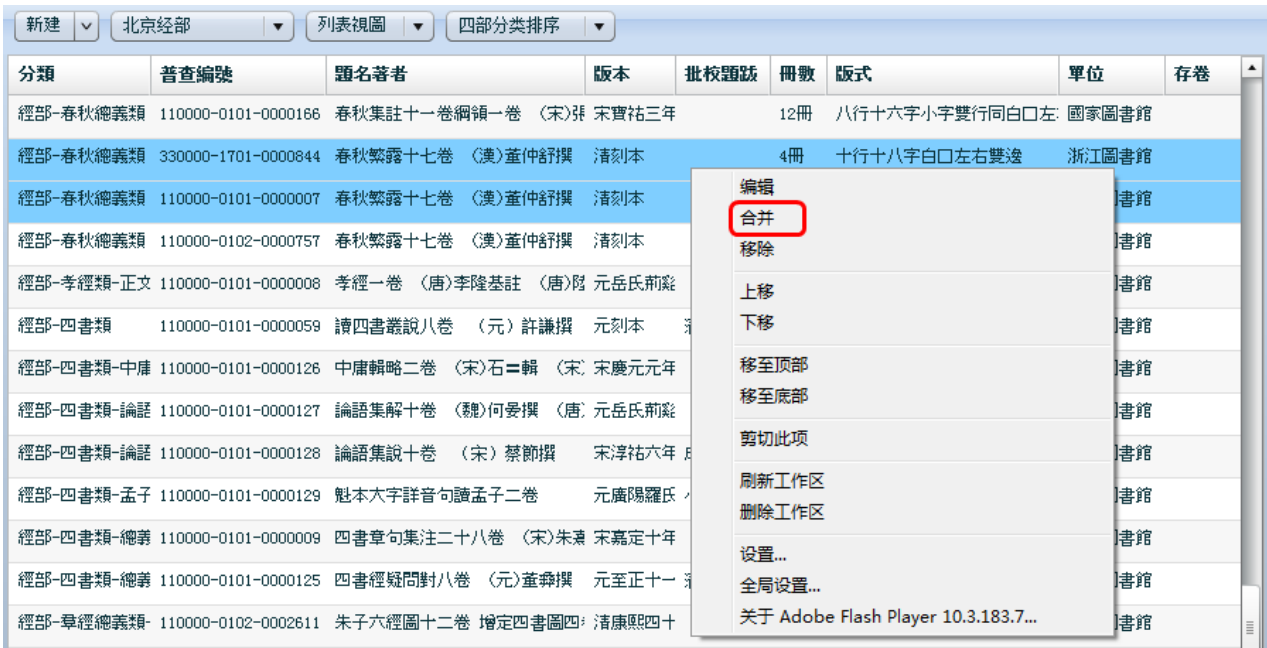 新建 北京经部 列表視圖 四部分类排序
分類 普查編號 題名著者 版本 批校題跋 冊數 版式 單位 存卷
經部-春秋總義類 110000-0101-0000166 春秋集註十一卷綱領一卷 （宋)張 宋寶祐三年 12冊 八行十六字小字雙行同白口左 國家圖書館
經部-春秋總義類 330000-1701-0000844 春秋繁露十七卷 （漢)董仲舒撰 清刻本 4冊 十行十八字白口左右雙邊 浙江圖書館
經部-春秋總義類 110000-0101-0000007 春秋繁露十七卷 （漢)董仲舒撰 清刻本 書館
經部-春秋總義類 110000-0102-0000757 春秋繁露十七卷 （漢)董仲舒撰 清刻本 書館
經部-孝經類-正文 110000-0101-0000008 孝經一卷 （唐)李隆基註 （唐)陸 元岳氏荊谿 書館
經部-四書類 110000-0101-0000059 讀四書叢說八卷 （元）許謙撰 元刻本 書館
經部-四書類-中庸 110000-0101-0000126 中庸輯略二卷 （宋)石〓輯 （宋 宋慶元元年 書館
經部-四書類-論語 110000-0101-0000127 論語集解十卷 （魏)何晏撰 （唐 元岳氏荊谿 書館
經部-四書類-論語 110000-0101-0000128 論語集說十卷 （宋）蔡節撰 宋淳祐六年 書館
經部-四書類-孟子 110000-0101-0000129 魁本大字詳音句讀孟子二卷 元廣陽羅氏 書館
經部-四書類-總義 110000-0101-0000009 四書章句集注二十八卷 （宋)朱熹 宋嘉定十年 書館
經部-四書類-總義 110000-0101-0000125 四書經疑問對八卷 （元)董彝撰 元至正十一 書館
經部-羣經總義類- 110000-0102-0002611 朱子六經圖十二卷 增定四書圖四 清康熙四十 書館
编辑
合并
移除
上移
下移
移至顶部
移至底部
剪切此项
刷新工作区
删除工作区
设置...
全局设置...
关于 Adobe Flash Player 10.3.183.7...